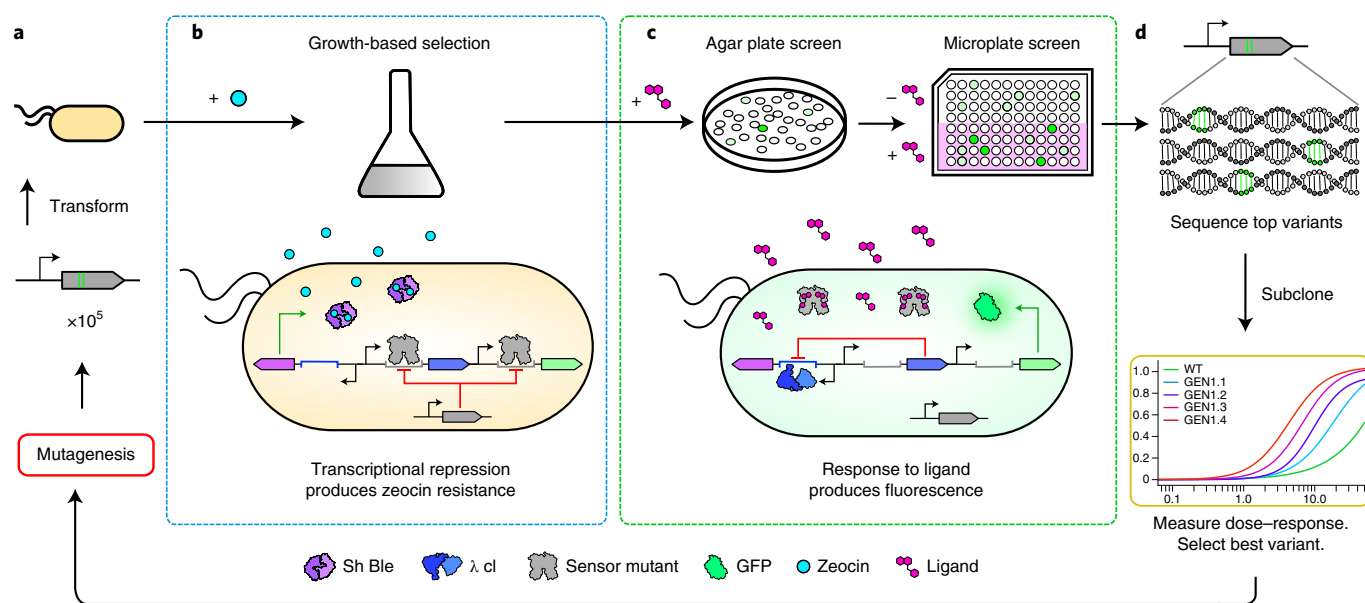 a
b
c
d
Growth-based selection
Agar plate screen
Microplate screen
+
+
−
+
Transform
×10⁵
Mutagenesis
Transcriptional repression
produces zeocin resistance
Response to ligand
produces fluorescence
Sequence top variants
Subclone
1.0
0.8
0.6
0.4
0.2
0
WT
GEN1.1
GEN1.2
GEN1.3
GEN1.4
0.1 1.0 10.0
Measure dose–response.
Select best variant.
Sh Ble λ cI Sensor mutant GFP Zeocin Ligand